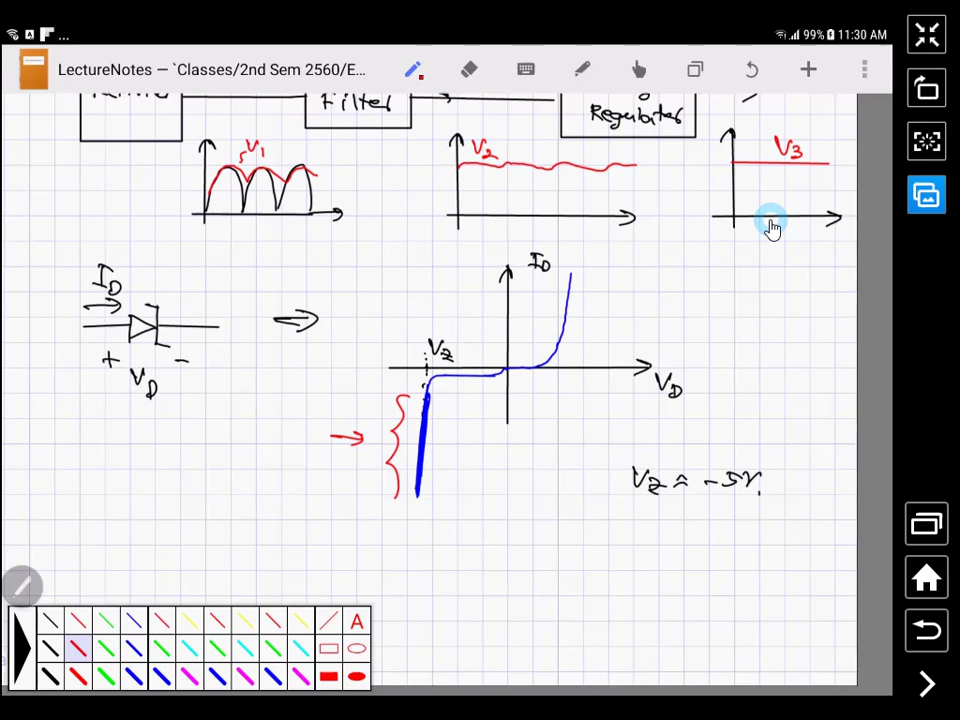 99% 11:30 AM
LectureNotes — `Classes/2nd Sem 2560/E...
Filter
Regulator
V1
V2
V3
ID
+ VD -
ID
VZ
VD
VZ ≈ -5V.
A